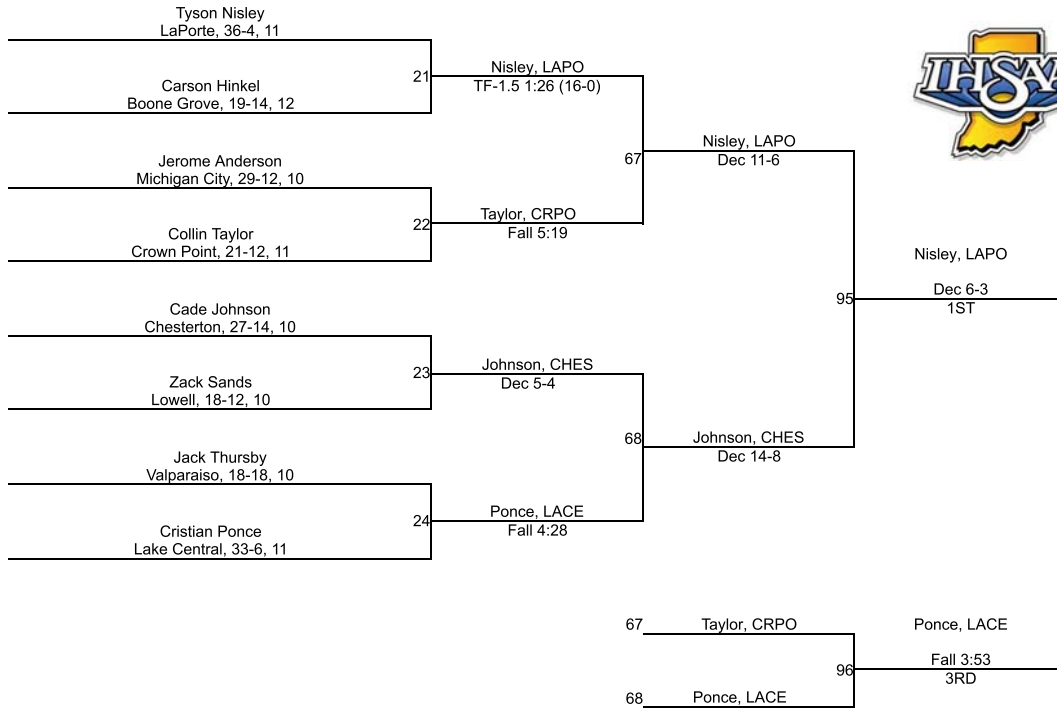 Tyson Nisley
LaPorte, 36-4, 11
Carson Hinkel
Boone Grove, 19-14, 12
21
Nisley, LAPO
TF-1.5 1:26 (16-0)
Jerome Anderson
Michigan City, 29-12, 10
Collin Taylor
Crown Point, 21-12, 11
22
Taylor, CRPO
Fall 5:19
67
Nisley, LAPO
Dec 11-6
Cade Johnson
Chesterton, 27-14, 10
Zack Sands
Lowell, 18-12, 10
23
Johnson, CHES
Dec 5-4
Jack Thursby
Valparaiso, 18-18, 10
Cristian Ponce
Lake Central, 33-6, 11
24
Ponce, LACE
Fall 4:28
68
Johnson, CHES
Dec 14-8
95
Nisley, LAPO
Dec 6-3
1ST
67
Taylor, CRPO
68
Ponce, LACE
96
Ponce, LACE
Fall 3:53
3RD
IHSAA